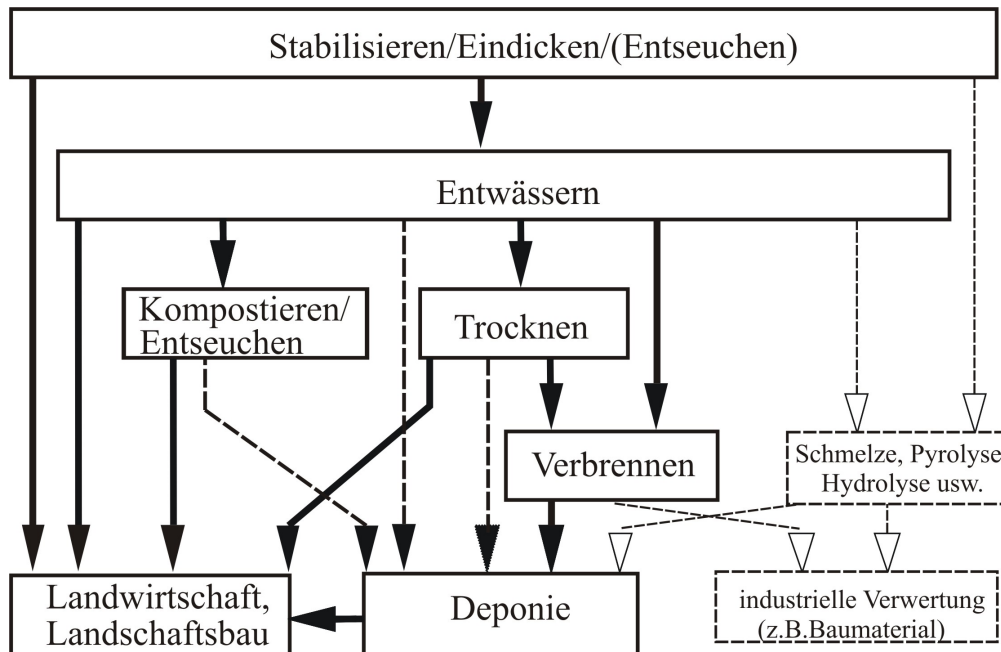 Stabilisieren/Eindicken/(Entseuchen)
Entwässern
Kompostieren/
Entseuchen
Trocknen
Verbrennen
Schmelze, Pyrolyse
Hydrolyse usw.
Landwirtschaft,
Landschaftsbau
Deponie
industrielle Verwertung
(z.B.Baumaterial)